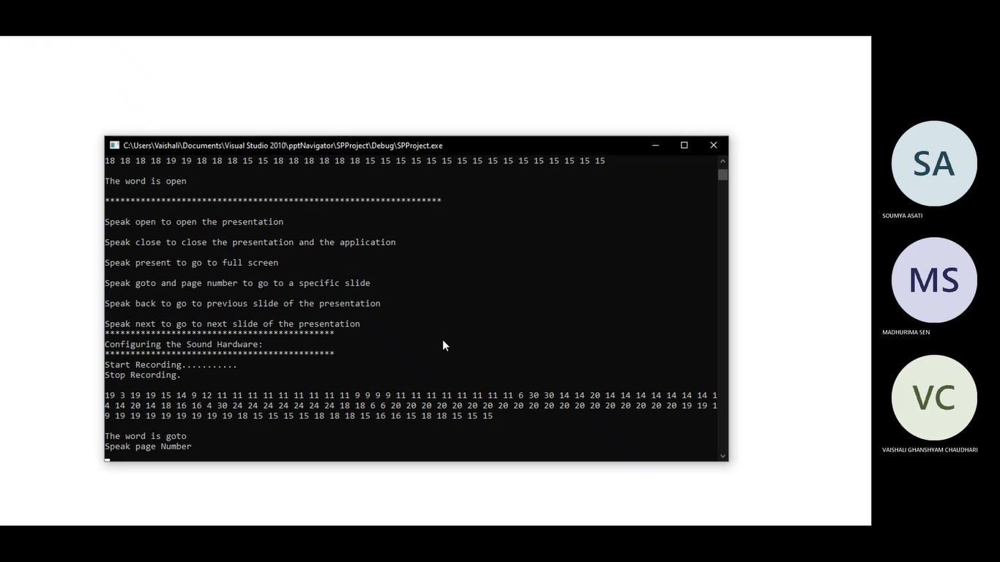 C:\Users\Vaishali\Documents\Visual Studio 2010\pptNavigator\SPProject\Debug\SPProject.exe
18 18 18 18 19 19 18 18 18 15 15 18 18 18 18 18 18 15 15 15 15 15 15 15 15 15 15 15 15 15 15 15 15
The word is open
******************************************************************
Speak open to open the presentation
Speak close to close the presentation and the application
Speak present to go to full screen
Speak goto and page number to go to a specific slide
Speak back to go to previous slide of the presentation
Speak next to go to next slide of the presentation
*********************************************
Configuring the Sound Hardware:
*********************************************
Start Recording...........
Stop Recording.
19 3 19 19 15 14 9 12 11 11 11 11 11 11 11 11 11 9 9 9 9 11 11 11 11 11 11 11 11 6 30 30 14 14 20 14 14 14 14 14 14 14 1
4 14 20 14 18 16 16 4 30 24 24 24 24 24 24 24 18 18 6 6 20 20 20 20 20 20 20 20 20 20 20 20 20 20 20 20 20 20 20 19 19 1
9 19 19 19 19 19 19 19 18 15 15 15 15 18 18 18 15 16 16 15 18 18 15 15 15
The word is goto
Speak page Number
SA
SOUMYA ASATI
MS
MADHURIMA SEN
VC
VAISHALI GHANSHYAM CHAUDHARI